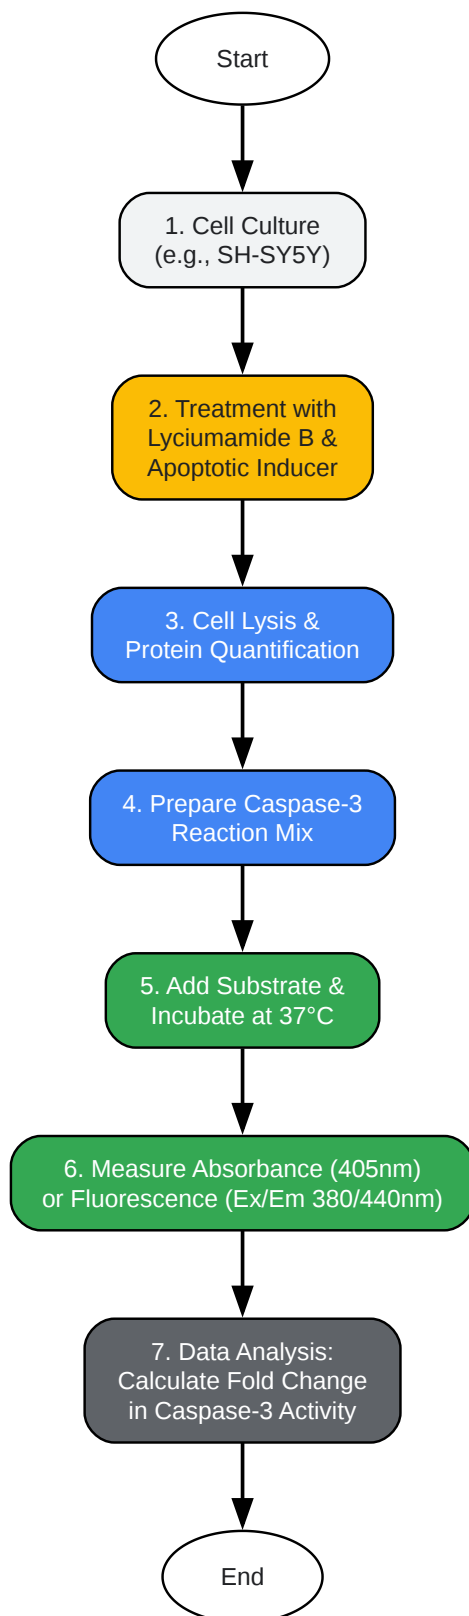 Start
1. Cell Culture
(e.g., SH-SY5Y)
2. Treatment with
Lyciumamide B &
Apoptotic Inducer
3. Cell Lysis &
Protein Quantification
4. Prepare Caspase-3
Reaction Mix
5. Add Substrate &
Incubate at 37°C
6. Measure Absorbance (405nm)
or Fluorescence (Ex/Em 380/440nm)
7. Data Analysis:
Calculate Fold Change
in Caspase-3 Activity
End